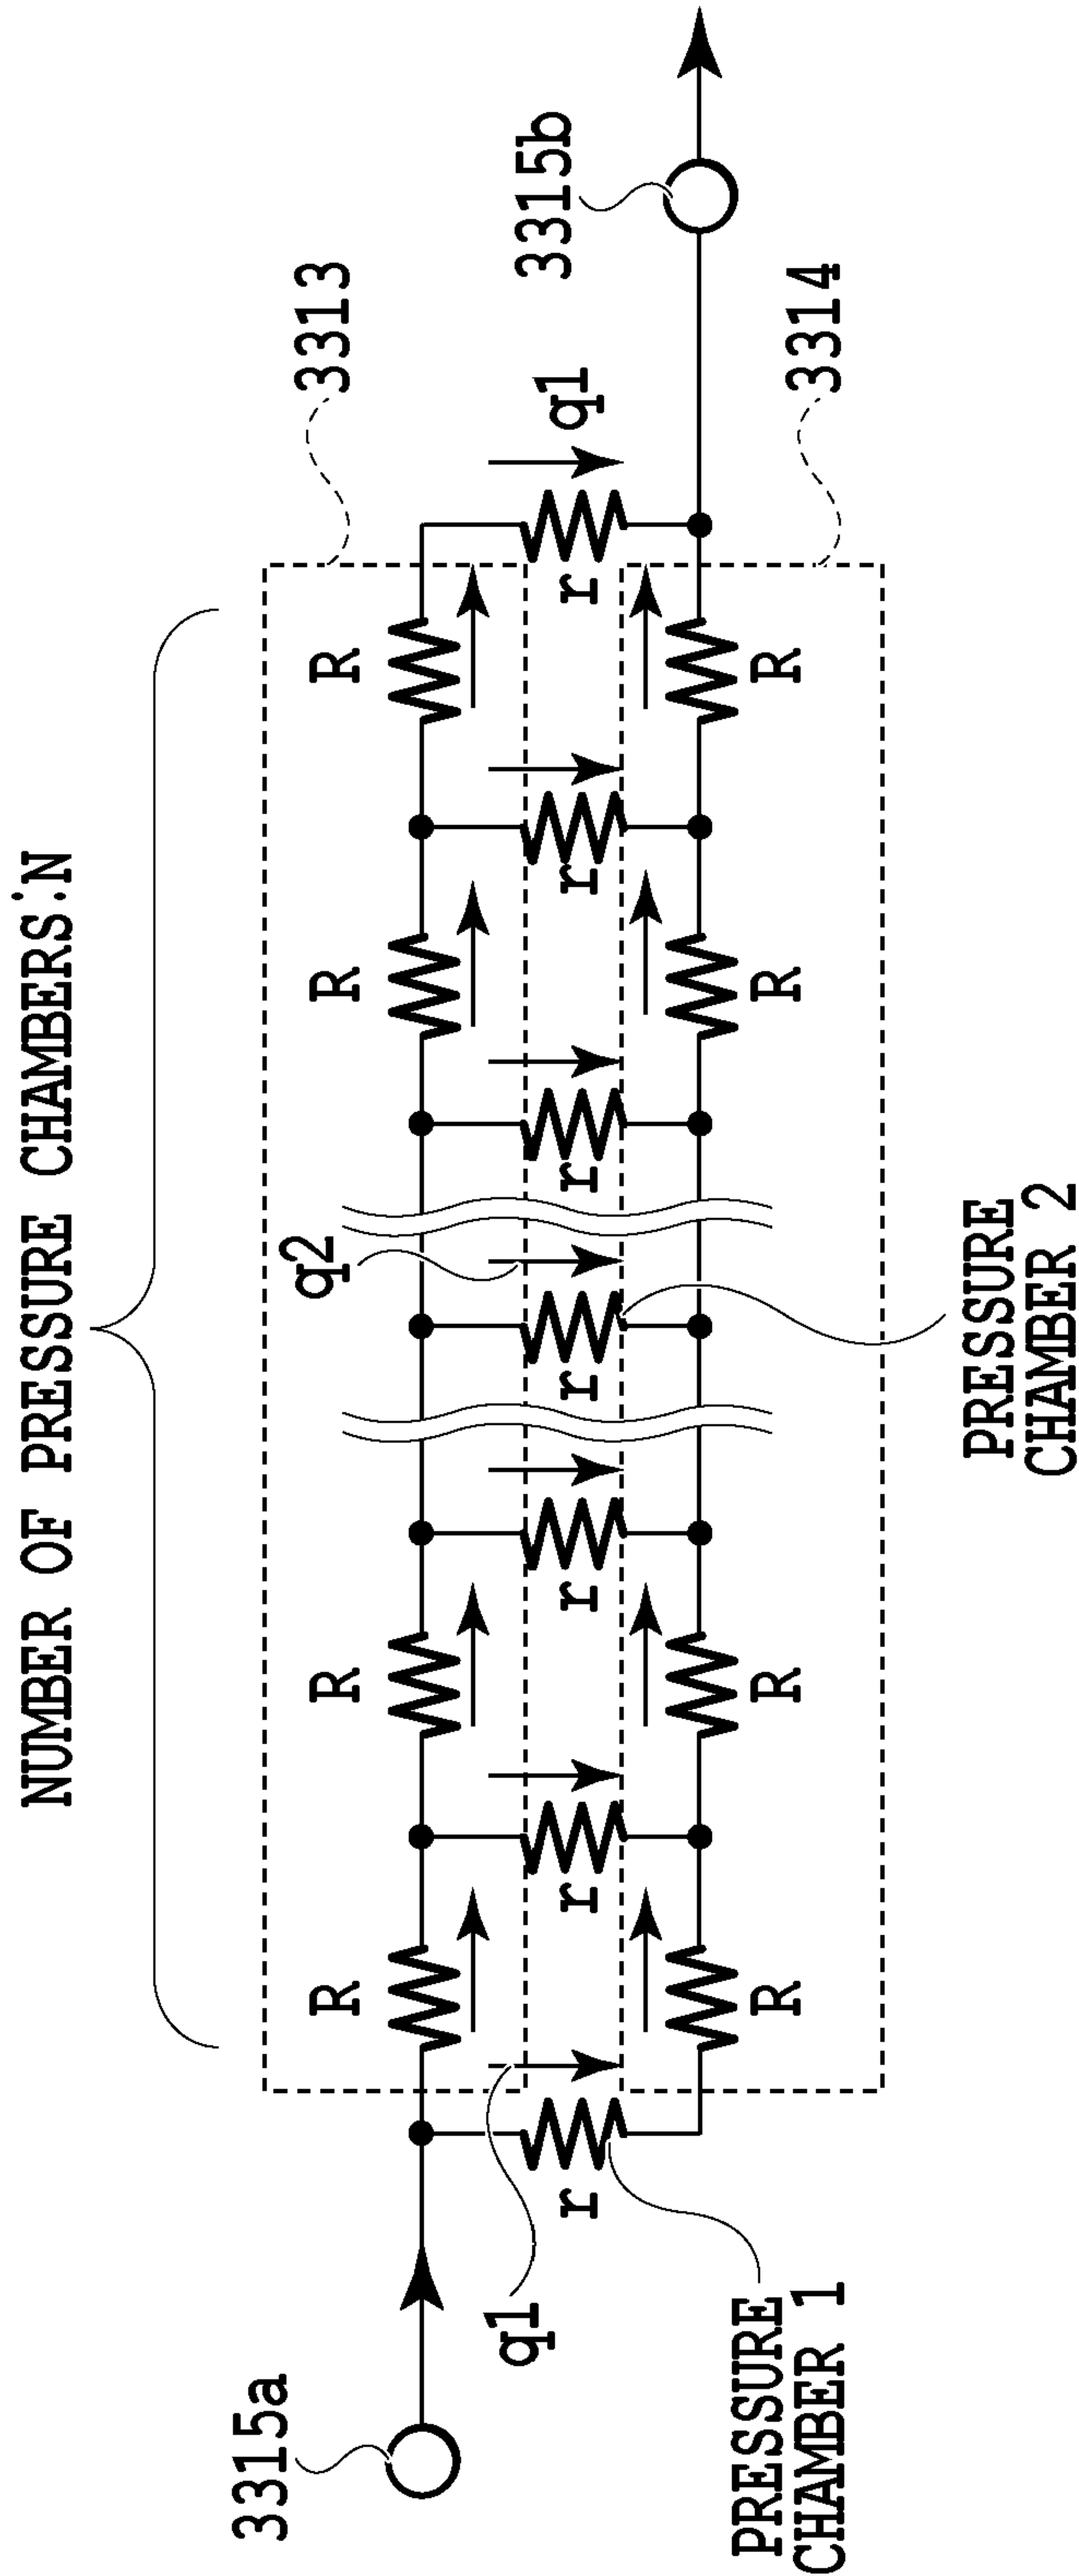 NUMBER OF PRESSURE CHAMBERS:N
3313
3315b
q2
q1
R
R
R
R
3315a
r
r
r
r
r
r
r
q1
R
R
R
R
3314
PRESSURE
CHAMBER 1
PRESSURE
CHAMBER 2